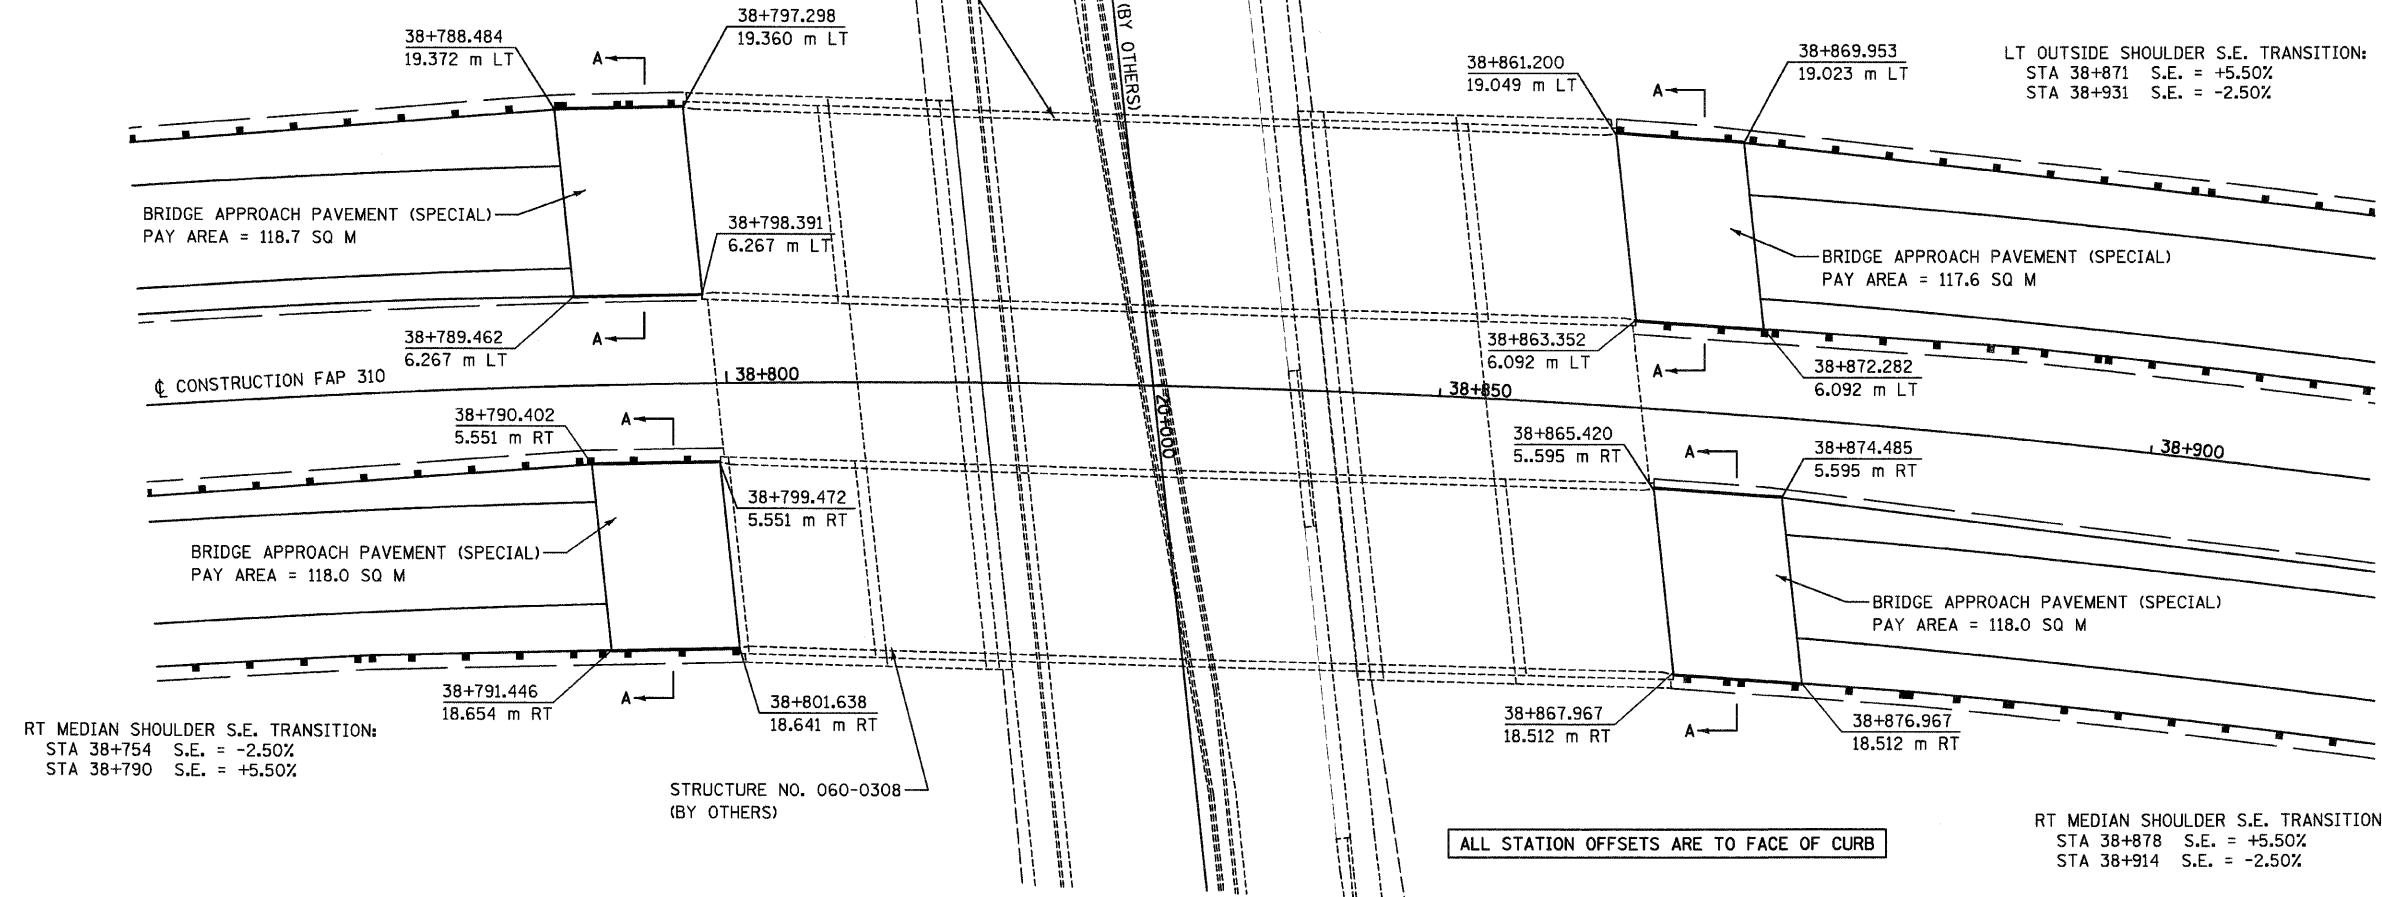 38+788.484
19.372 m LT
A
38+797.298
19.360 m LT
(BY OTHERS)
38+861.200
19.049 m LT
A
38+869.953
19.023 m LT
LT OUTSIDE SHOULDER S.E. TRANSITION:
STA 38+871 S.E. = +5.50%
STA 38+931 S.E. = -2.50%
BRIDGE APPROACH PAVEMENT (SPECIAL)
PAY AREA = 118.7 SQ M
38+798.391
6.267 m LT
BRIDGE APPROACH PAVEMENT (SPECIAL)
PAY AREA = 117.6 SQ M
38+789.462
6.267 m LT
A
38+863.352
6.092 m LT
A
38+872.282
6.092 m LT
℄ CONSTRUCTION FAP 310
38+800
38+850
38+900
20+000
38+790.402
5.551 m RT
A
38+799.472
5.551 m RT
38+865.420
5..595 m RT
A
38+874.485
5.595 m RT
BRIDGE APPROACH PAVEMENT (SPECIAL)
PAY AREA = 118.0 SQ M
BRIDGE APPROACH PAVEMENT (SPECIAL)
PAY AREA = 118.0 SQ M
38+791.446
18.654 m RT
A
38+801.638
18.641 m RT
38+867.967
18.512 m RT
A
38+876.967
18.512 m RT
RT MEDIAN SHOULDER S.E. TRANSITION:
STA 38+754 S.E. = -2.50%
STA 38+790 S.E. = +5.50%
STRUCTURE NO. 060-0308
(BY OTHERS)
ALL STATION OFFSETS ARE TO FACE OF CURB
RT MEDIAN SHOULDER S.E. TRANSITION
STA 38+878 S.E. = +5.50%
STA 38+914 S.E. = -2.50%